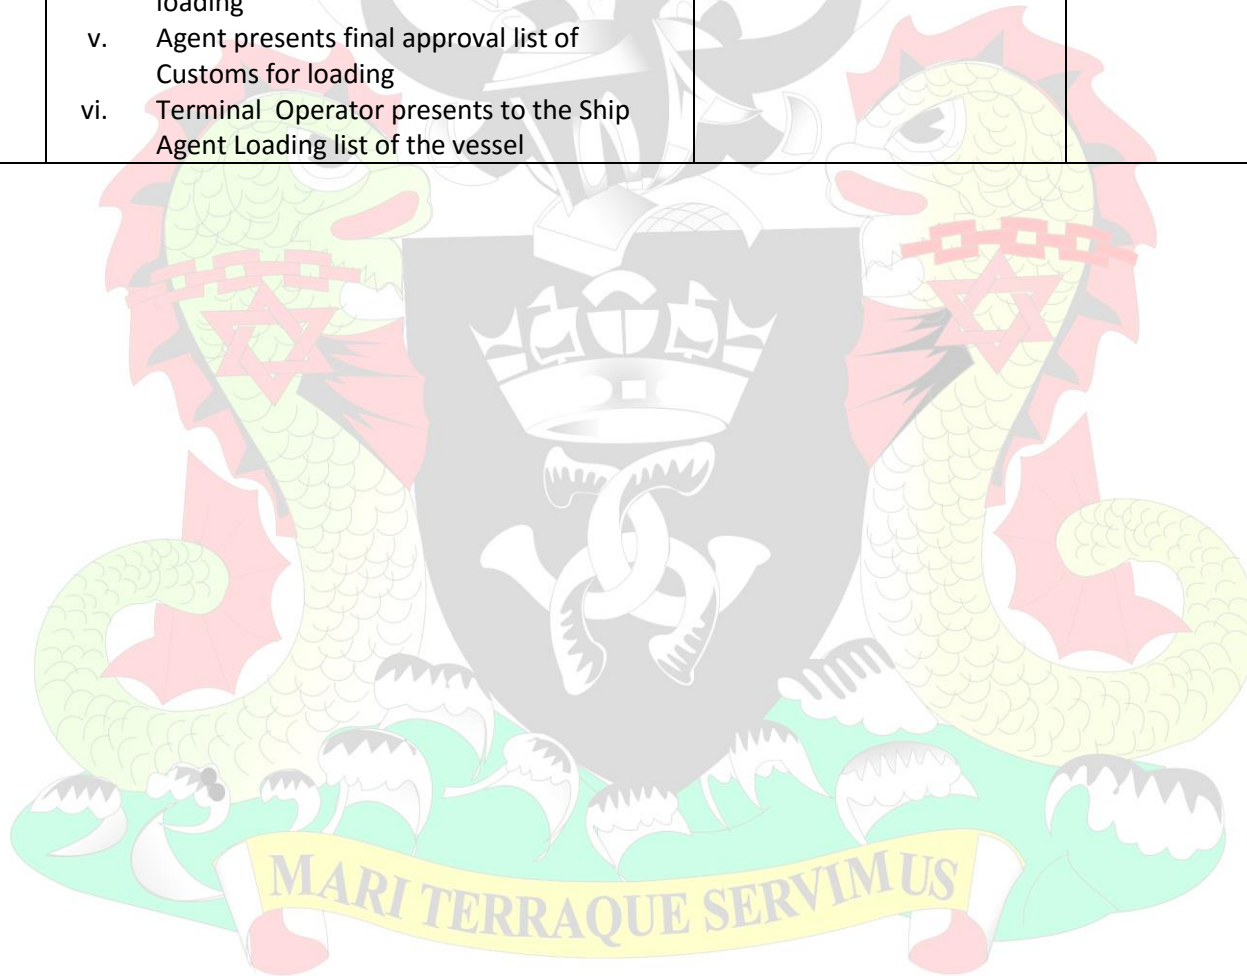 loading
v. Agent presents final approval list of
Customs for loading
vi. Terminal Operator presents to the Ship
Agent Loading list of the vessel
MARI TERRAQUE SERVIMUS